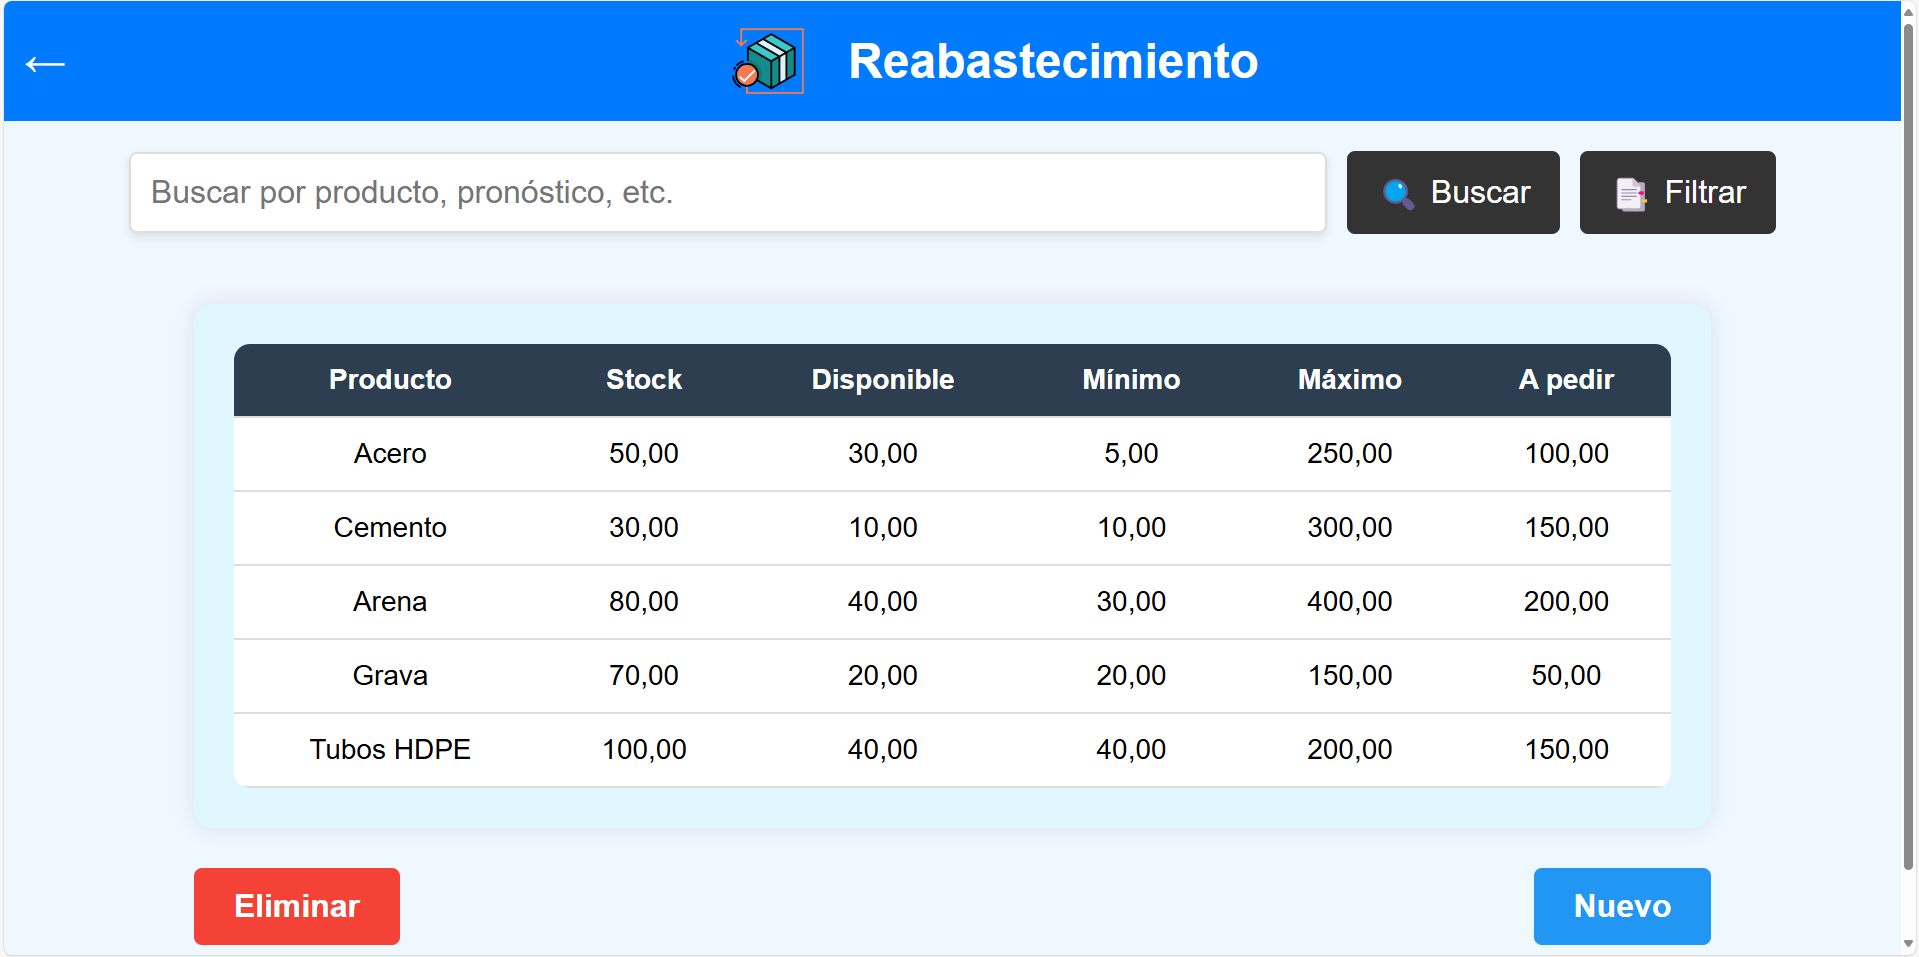 ← Reabastecimiento
Buscar por producto, pronóstico, etc. Buscar Filtrar
Producto Stock Disponible Mínimo Máximo A pedir
Acero 50,00 30,00 5,00 250,00 100,00
Cemento 30,00 10,00 10,00 300,00 150,00
Arena 80,00 40,00 30,00 400,00 200,00
Grava 70,00 20,00 20,00 150,00 50,00
Tubos HDPE 100,00 40,00 40,00 200,00 150,00
Eliminar Nuevo